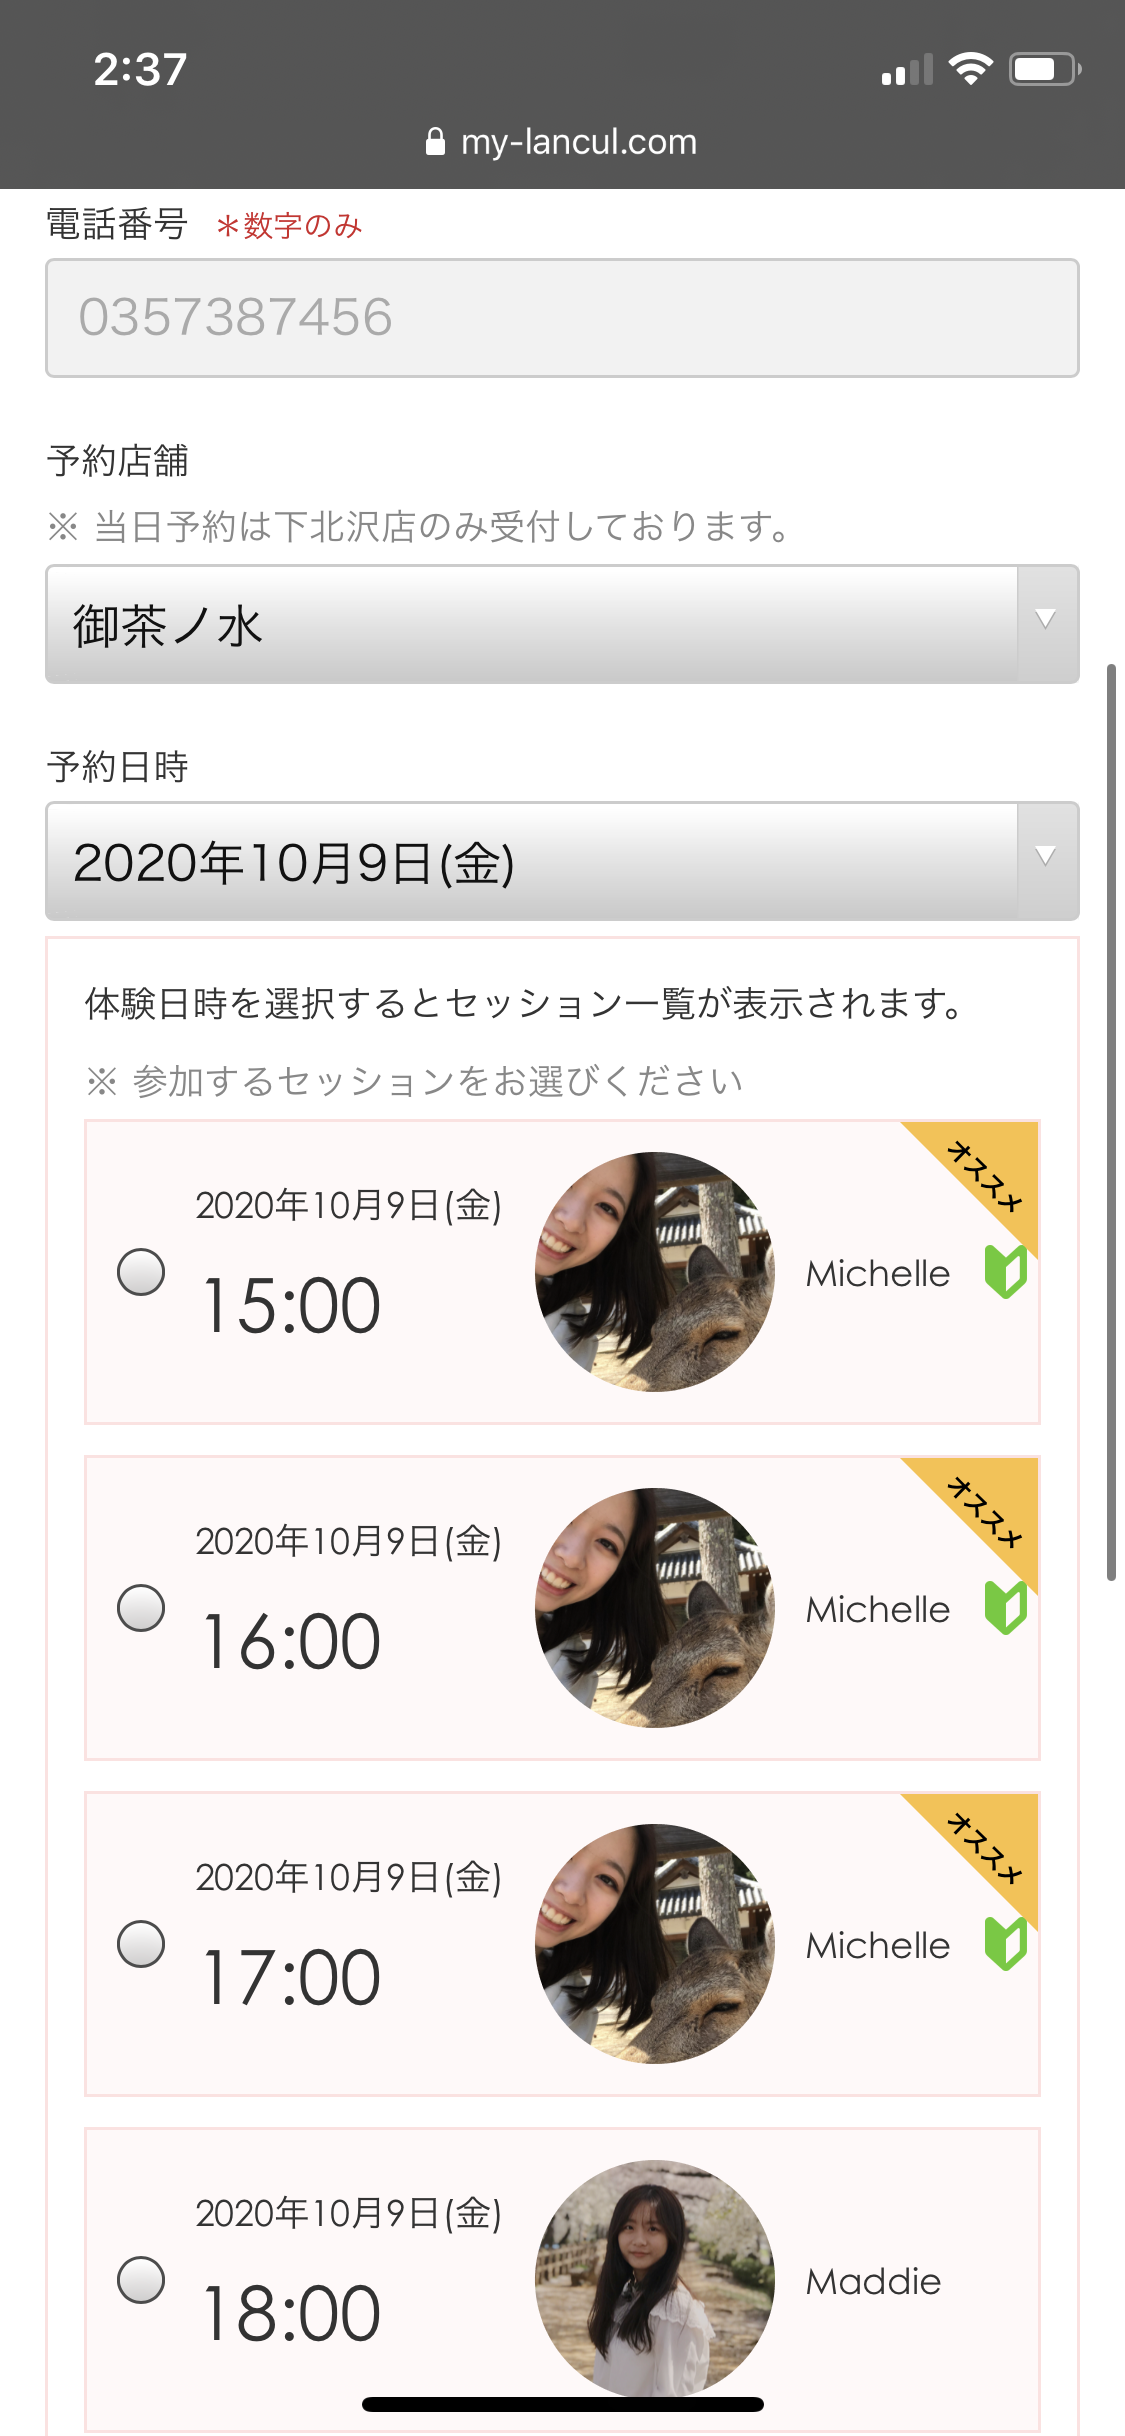 2:37
my-lancul.com
電話番号 ＊数字のみ
0357387456
予約店舗
※ 当日予約は下北沢店のみ受付しております。
御茶ノ水
予約日時
2020年10月9日(金)
体験日時を選択するとセッション一覧が表示されます。
※ 参加するセッションをお選びください
オススメ
2020年10月9日(金)
15:00
Michelle
オススメ
2020年10月9日(金)
16:00
Michelle
オススメ
2020年10月9日(金)
17:00
Michelle
2020年10月9日(金)
18:00
Maddie